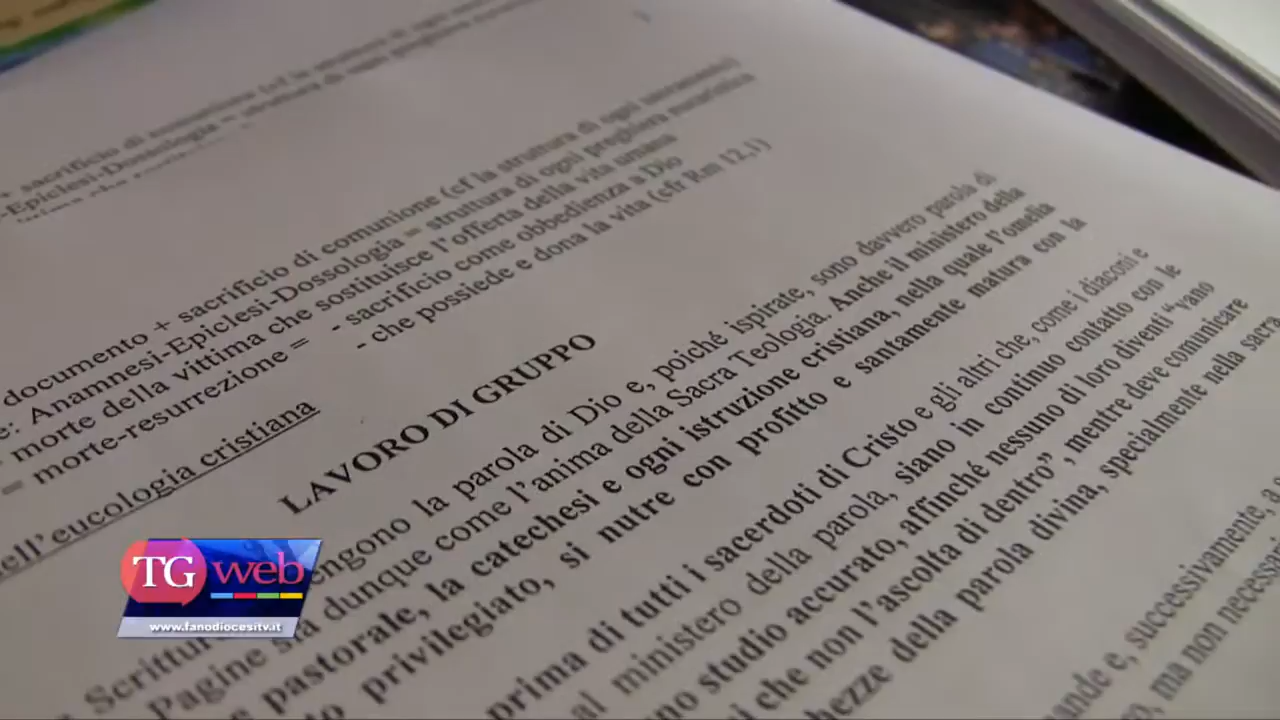 + sacrificio di comunione (cf la struttura di ogni
-Epiclesi-Dossologia = struttura di ogni preghiera
documento + sacrificio di comunione (cf la struttura di ogni sacramento)
e: Anamnesi-Epiclesi-Dossologia = struttura di ogni preghiera eucaristica
morte della vittima che sostituisce l'offerta della vita umana
= morte-resurrezione = - sacrificio come obbedienza a Dio
- che possiede e dona la vita (cfr Rm 12,1)
ell'eucologia cristiana
LAVORO DI GRUPPO
Scritture engono la parola di Dio e, poiché ispirate, sono davvero parola di
Pagine sia dunque come l'anima della Sacra Teologia. Anche il ministero della
pastorale, la catechesi e ogni istruzione cristiana, nella quale l'omelia
to privilegiato, si nutre con profitto e santamente matura con la
prima di tutti i sacerdoti di Cristo e gli altri che, come i diaconi e
al ministero della parola, siano in continuo contatto con le
no studio accurato, affinché nessuno di loro diventi "vano
i che non l'ascolta di dentro", mentre deve comunicare
hezze della parola divina, specialmente nella sacra
ande e, successivamente, a
o, ma non necessari
TG web
www.fanodiocesitv.it